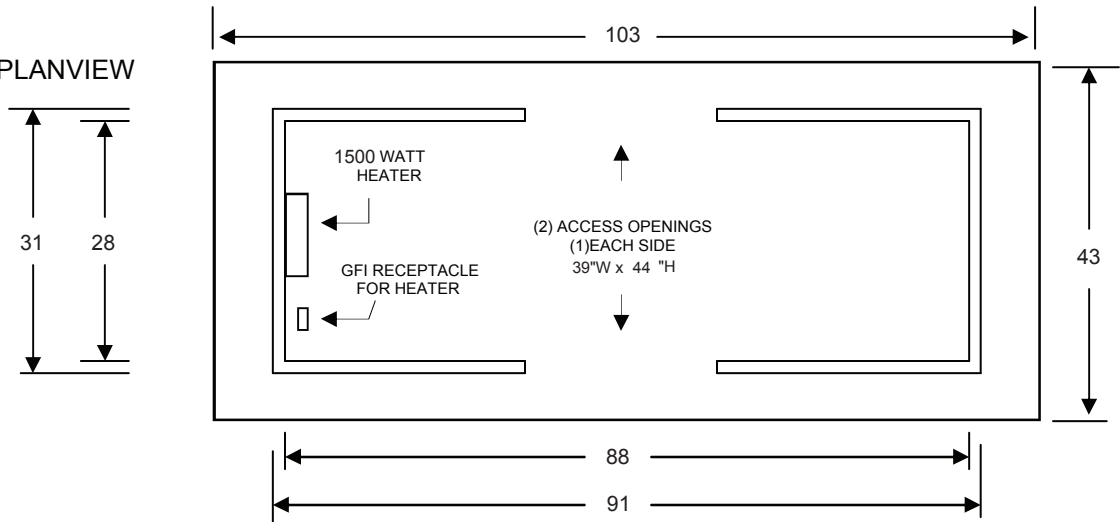 103
PLANVIEW
1500 WATT
HEATER
31
28
(2) ACCESS OPENINGS
(1)EACH SIDE
39"W x 44 "H
43
GFI RECEPTACLE
FOR HEATER
88
91